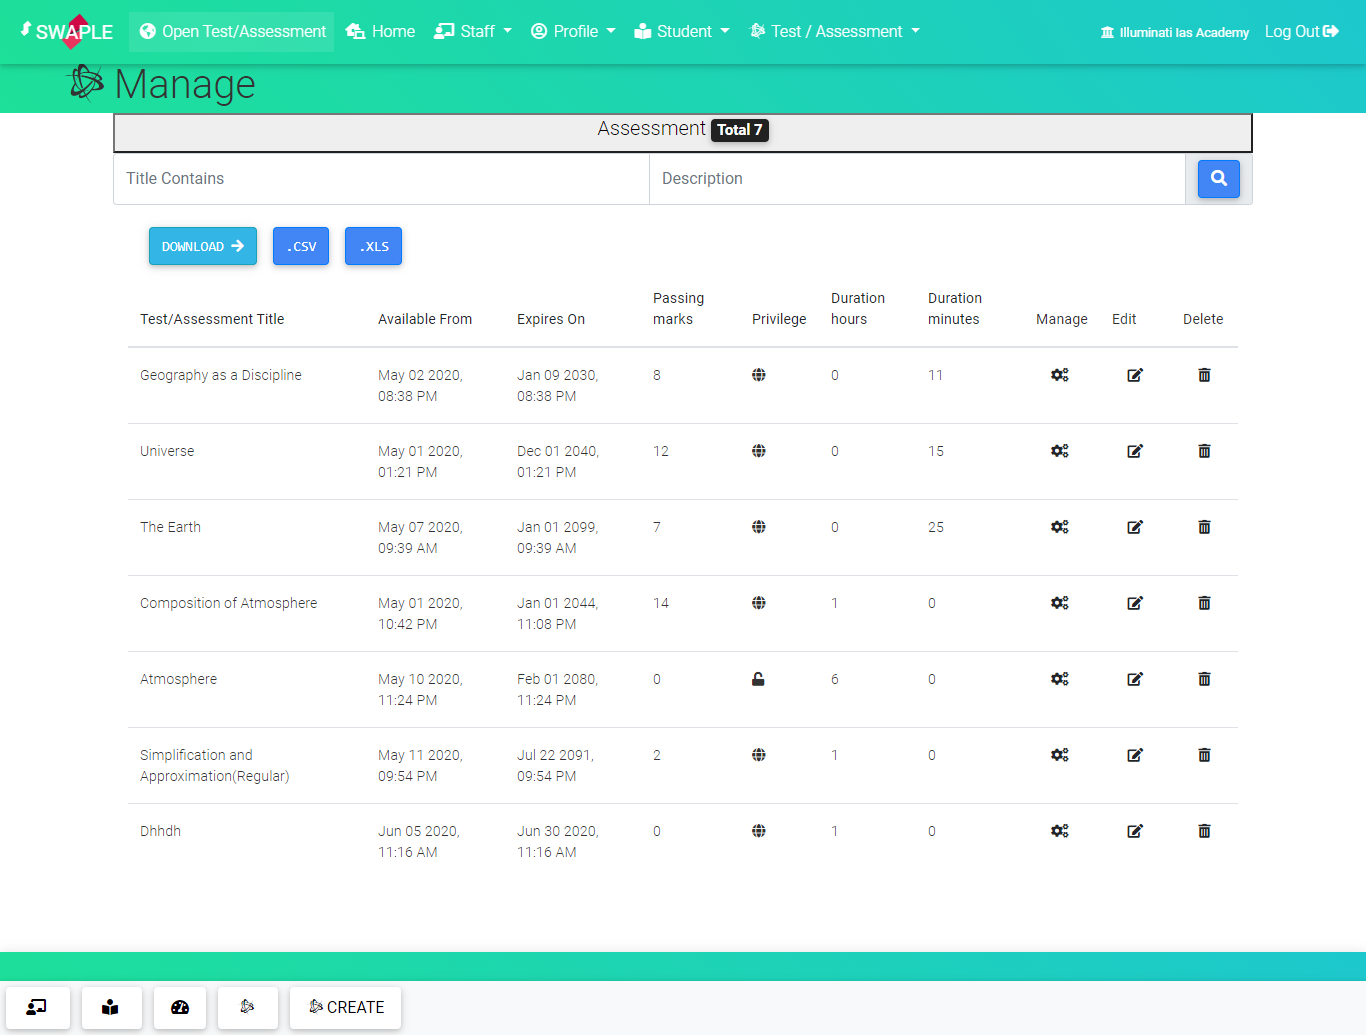 SWAPLE Open Test/Assessment Home Staff Profile Student Test / Assessment Illuminati Ias Academy Log Out
Manage
Assessment Total 7
Title Contains Description
DOWNLOAD .CSV .XLS
Test/Assessment Title Available From Expires On Passing marks Privilege Duration hours Duration minutes Manage Edit Delete
Geography as a Discipline May 02 2020, 08:38 PM Jan 09 2030, 08:38 PM 8 0 11
Universe May 01 2020, 01:21 PM Dec 01 2040, 01:21 PM 12 0 15
The Earth May 07 2020, 09:39 AM Jan 01 2099, 09:39 AM 7 0 25
Composition of Atmosphere May 01 2020, 10:42 PM Jan 01 2044, 11:08 PM 14 1 0
Atmosphere May 10 2020, 11:24 PM Feb 01 2080, 11:24 PM 0 6 0
Simplification and Approximation(Regular) May 11 2020, 09:54 PM Jul 22 2091, 09:54 PM 2 1 0
Dhhdh Jun 05 2020, 11:16 AM Jun 30 2020, 11:16 AM 0 1 0
CREATE